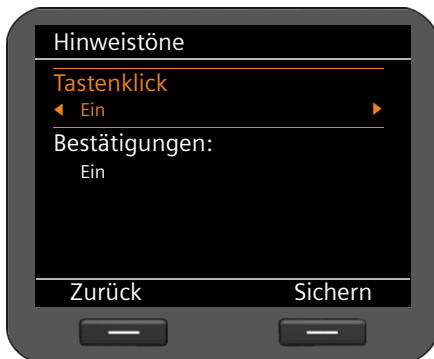 Hinweistöne
Tastenklick
Ein
Bestätigungen:
Ein
Zurück Sichern